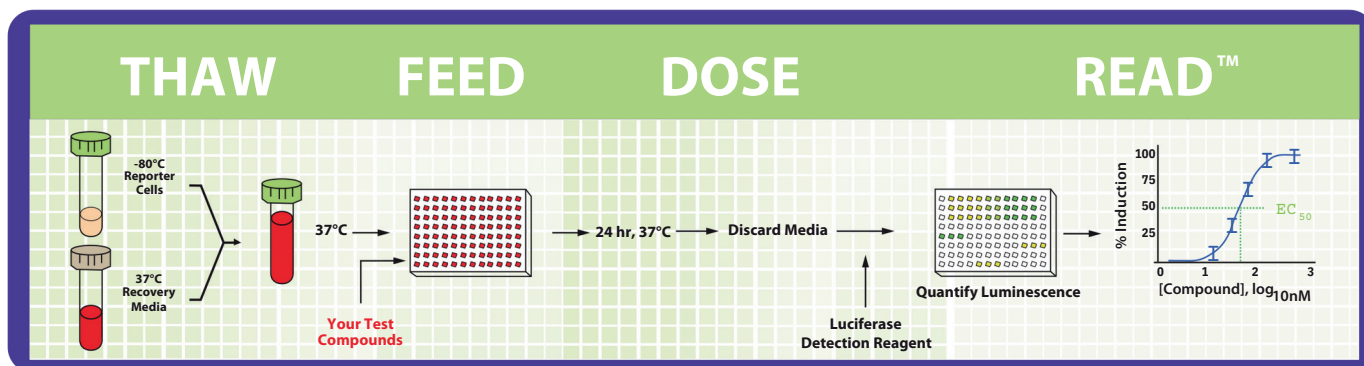 THAW
FEED
DOSE
READ™
-80°C
Reporter
Cells
37°C
Recovery
Media
37°C
Your Test
Compounds
24 hr, 37°C
Discard Media
Luciferase
Detection Reagent
Quantify Luminescence
% Induction
100
75
50
25
EC50
0
1
2
3
[Compound], log10nM